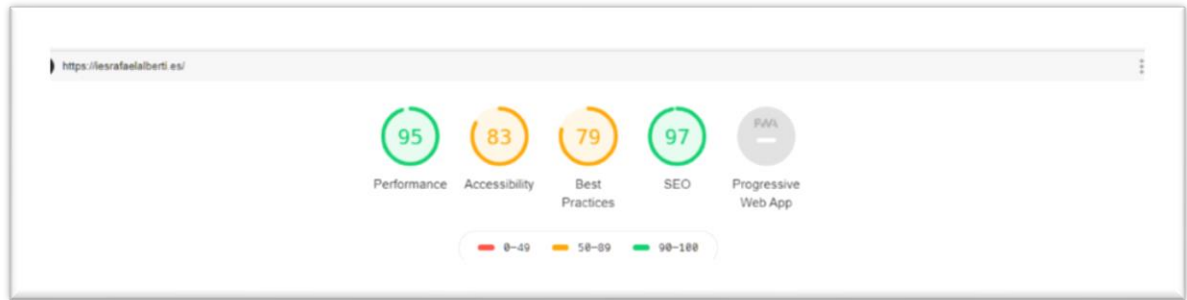 https://iesrafaelalberti.es/
95 83 79 97 PWA
Performance Accessibility Best Practices SEO Progressive Web App
0–49 50–89 90–100